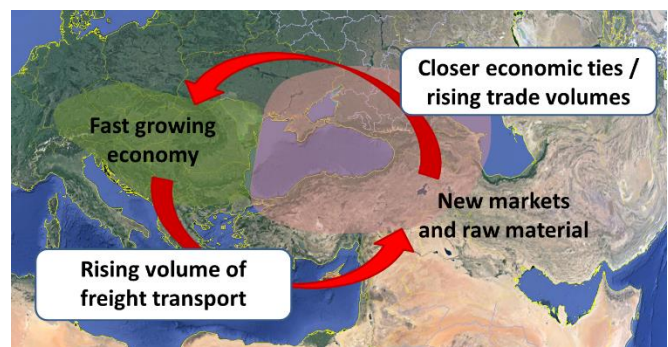 Closer economic ties /
rising trade volumes
Fast growing
economy
New markets
and raw material
Rising volume of
freight transport